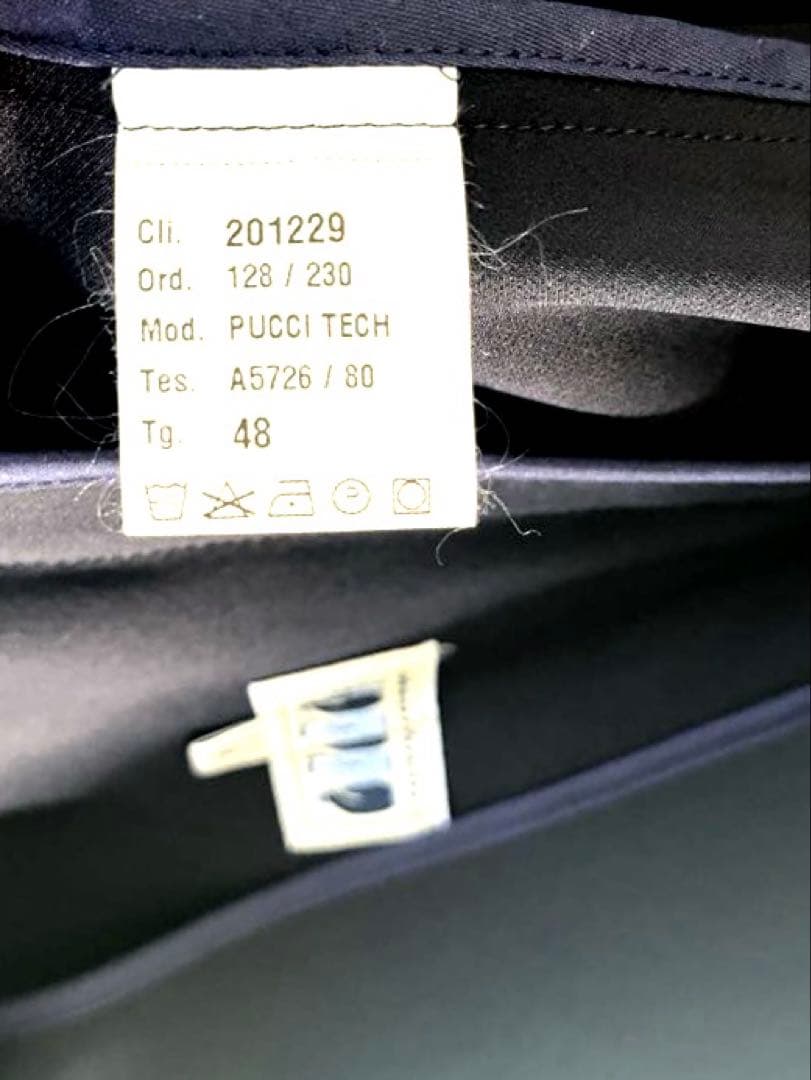 Cli. 201229
Ord. 128 / 230
Mod. PUCCI TECH
Tes. A5726 / 80
Tg. 48
P